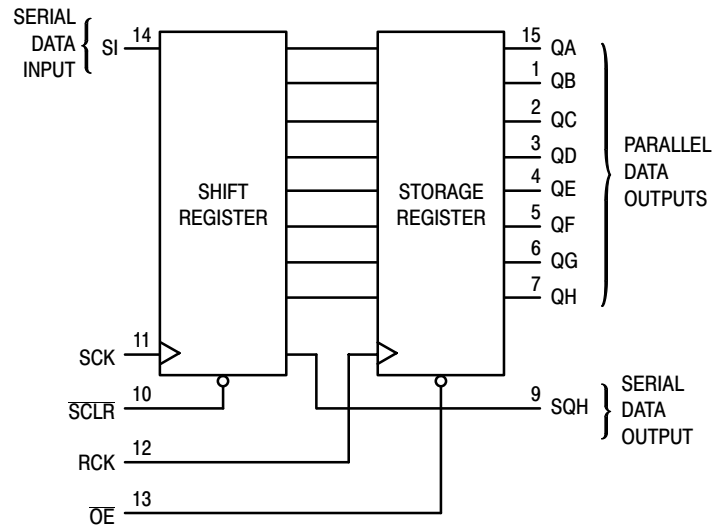 SERIAL
DATA
INPUT
SI 14
SHIFT
REGISTER
STORAGE
REGISTER
15 QA
1 QB
2 QC
3 QD
4 QE
5 QF
6 QG
7 QH
PARALLEL
DATA
OUTPUTS
SCK 11
SCLR 10
RCK 12
OE 13
9 SQH
SERIAL
DATA
OUTPUT